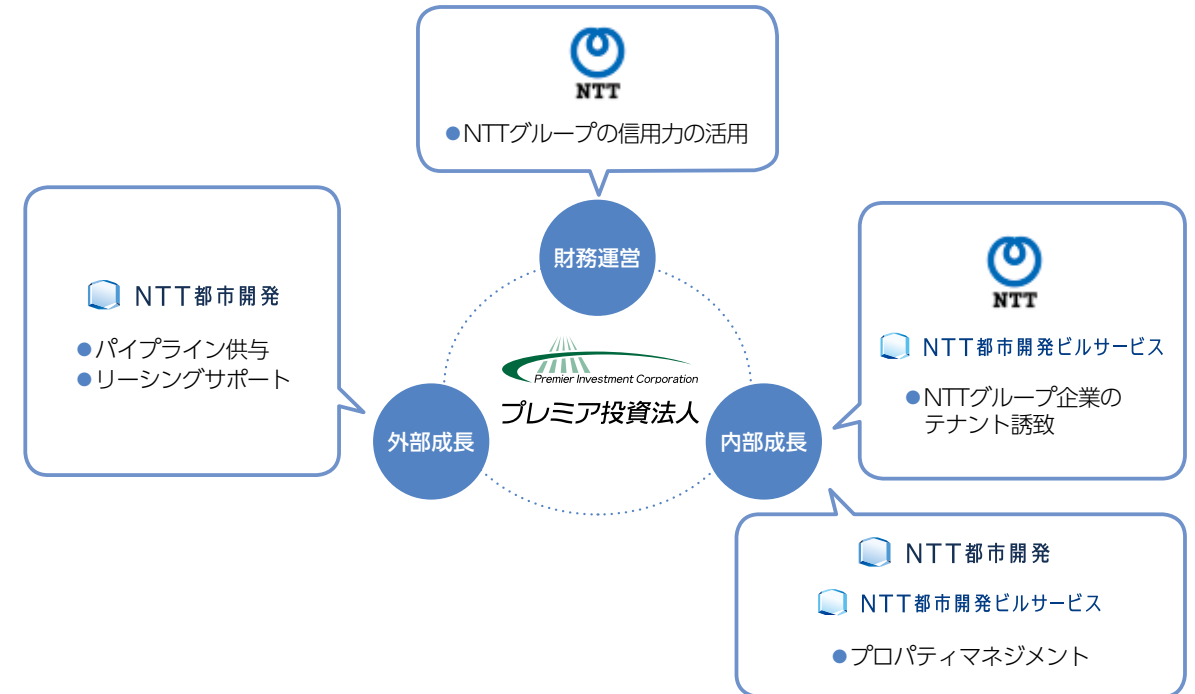 NTT
●NTTグループの信用力の活用
財務運営
NTT都市開発
●パイプライン供与
●リーシングサポート
外部成長
Premier Investment Corporation
プレミア投資法人
内部成長
NTT
NTT都市開発ビルサービス
●NTTグループ企業の
テナント誘致
NTT都市開発
NTT都市開発ビルサービス
●プロパティマネジメント